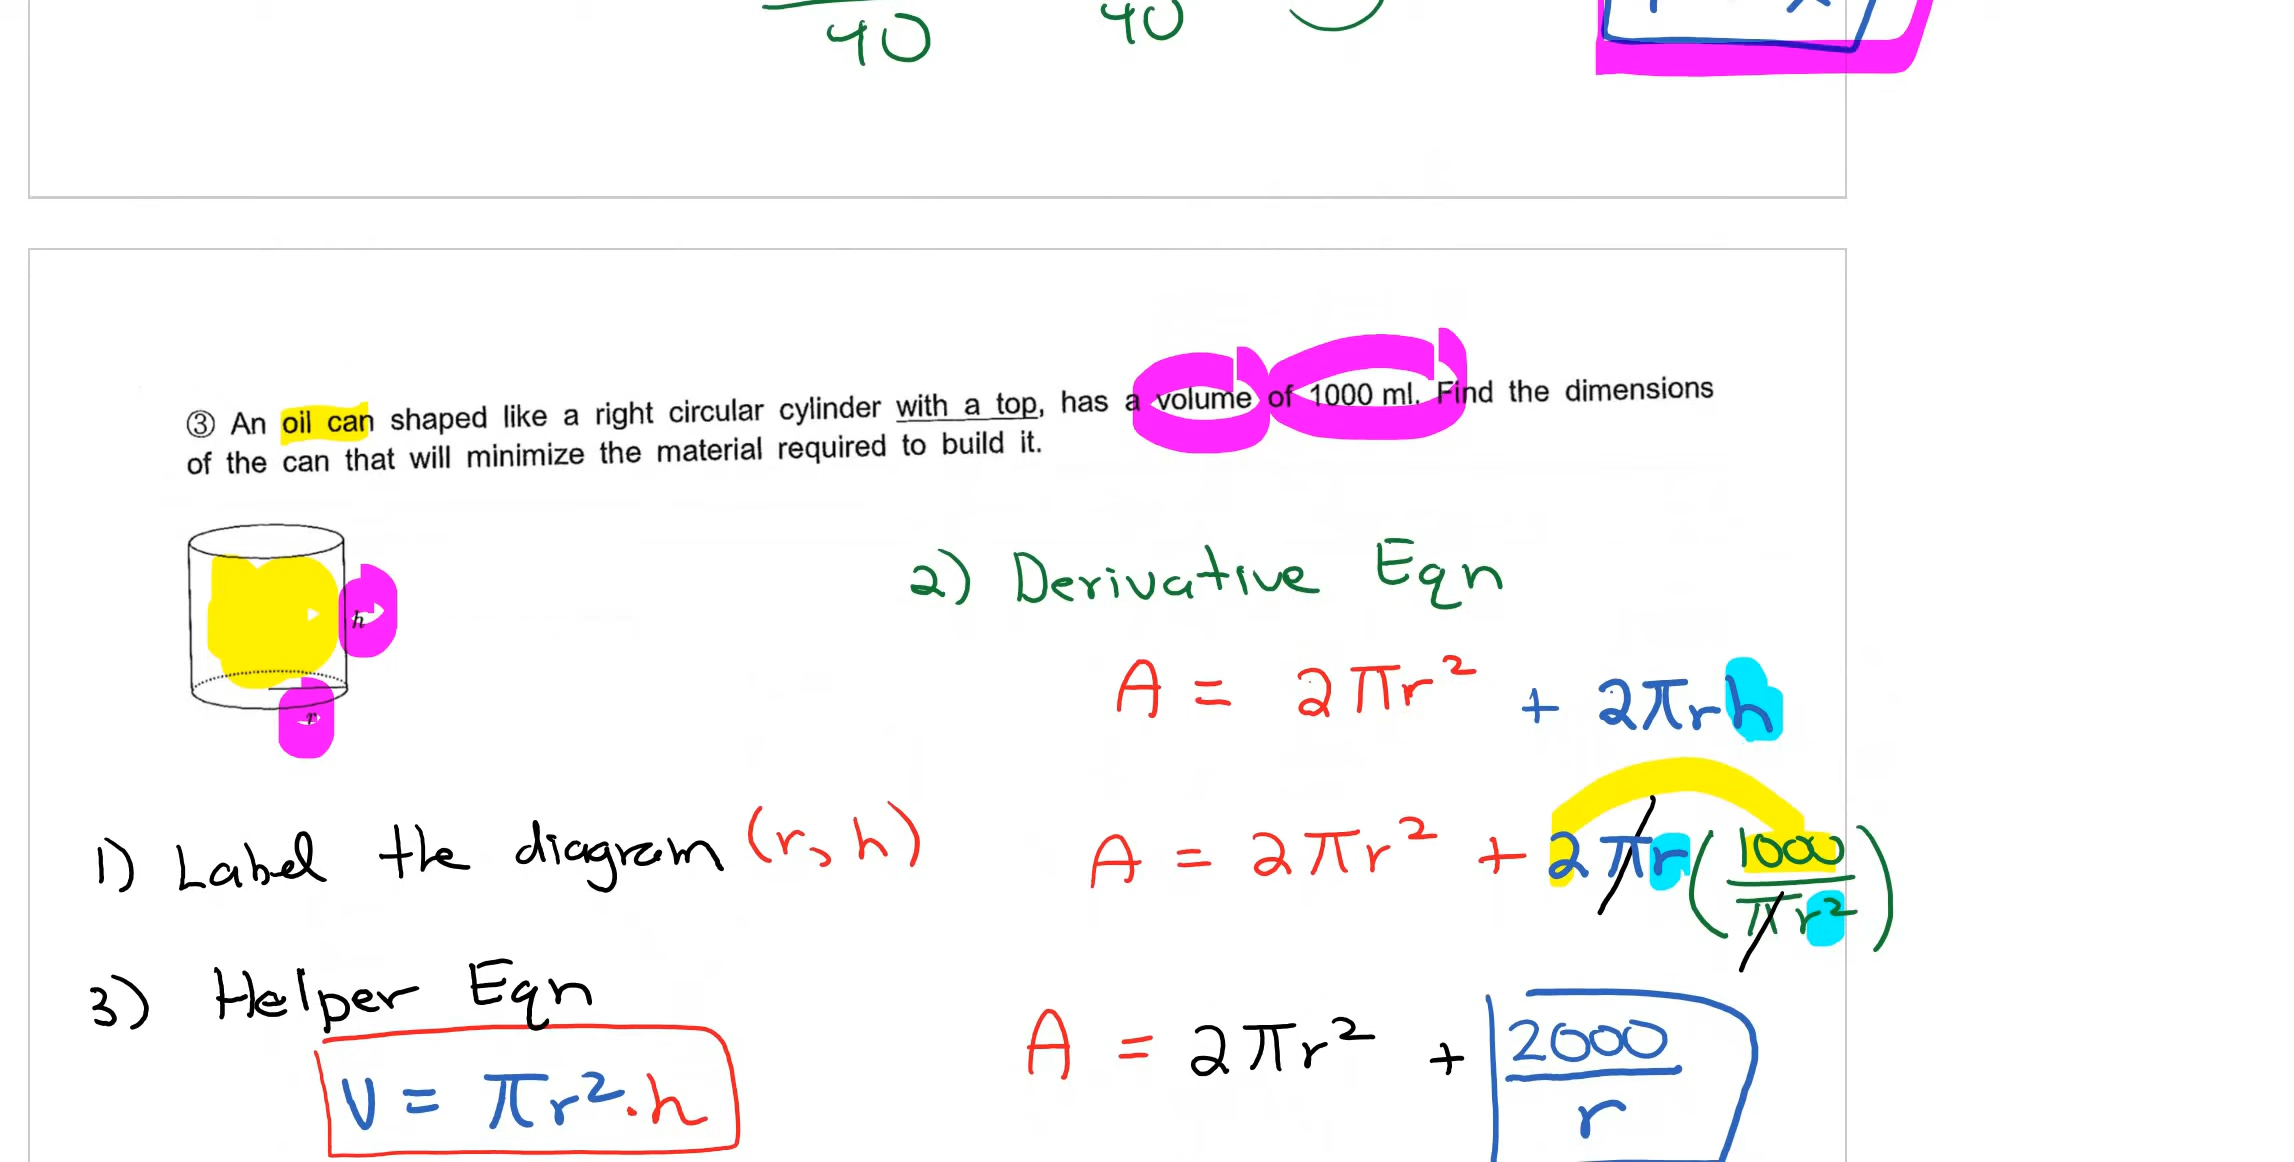 40 40
③ An oil can shaped like a right circular cylinder with a top, has a volume of 1000 ml. Find the dimensions
of the can that will minimize the material required to build it.
h
r
1) Label the diagram (r, h)
3) Helper Eqn
V = πr²·h
2) Derivative Eqn
A = 2πr² + 2πrh
A = 2πr² + 2πr(1000/πr²)
A = 2πr² + 2000/r